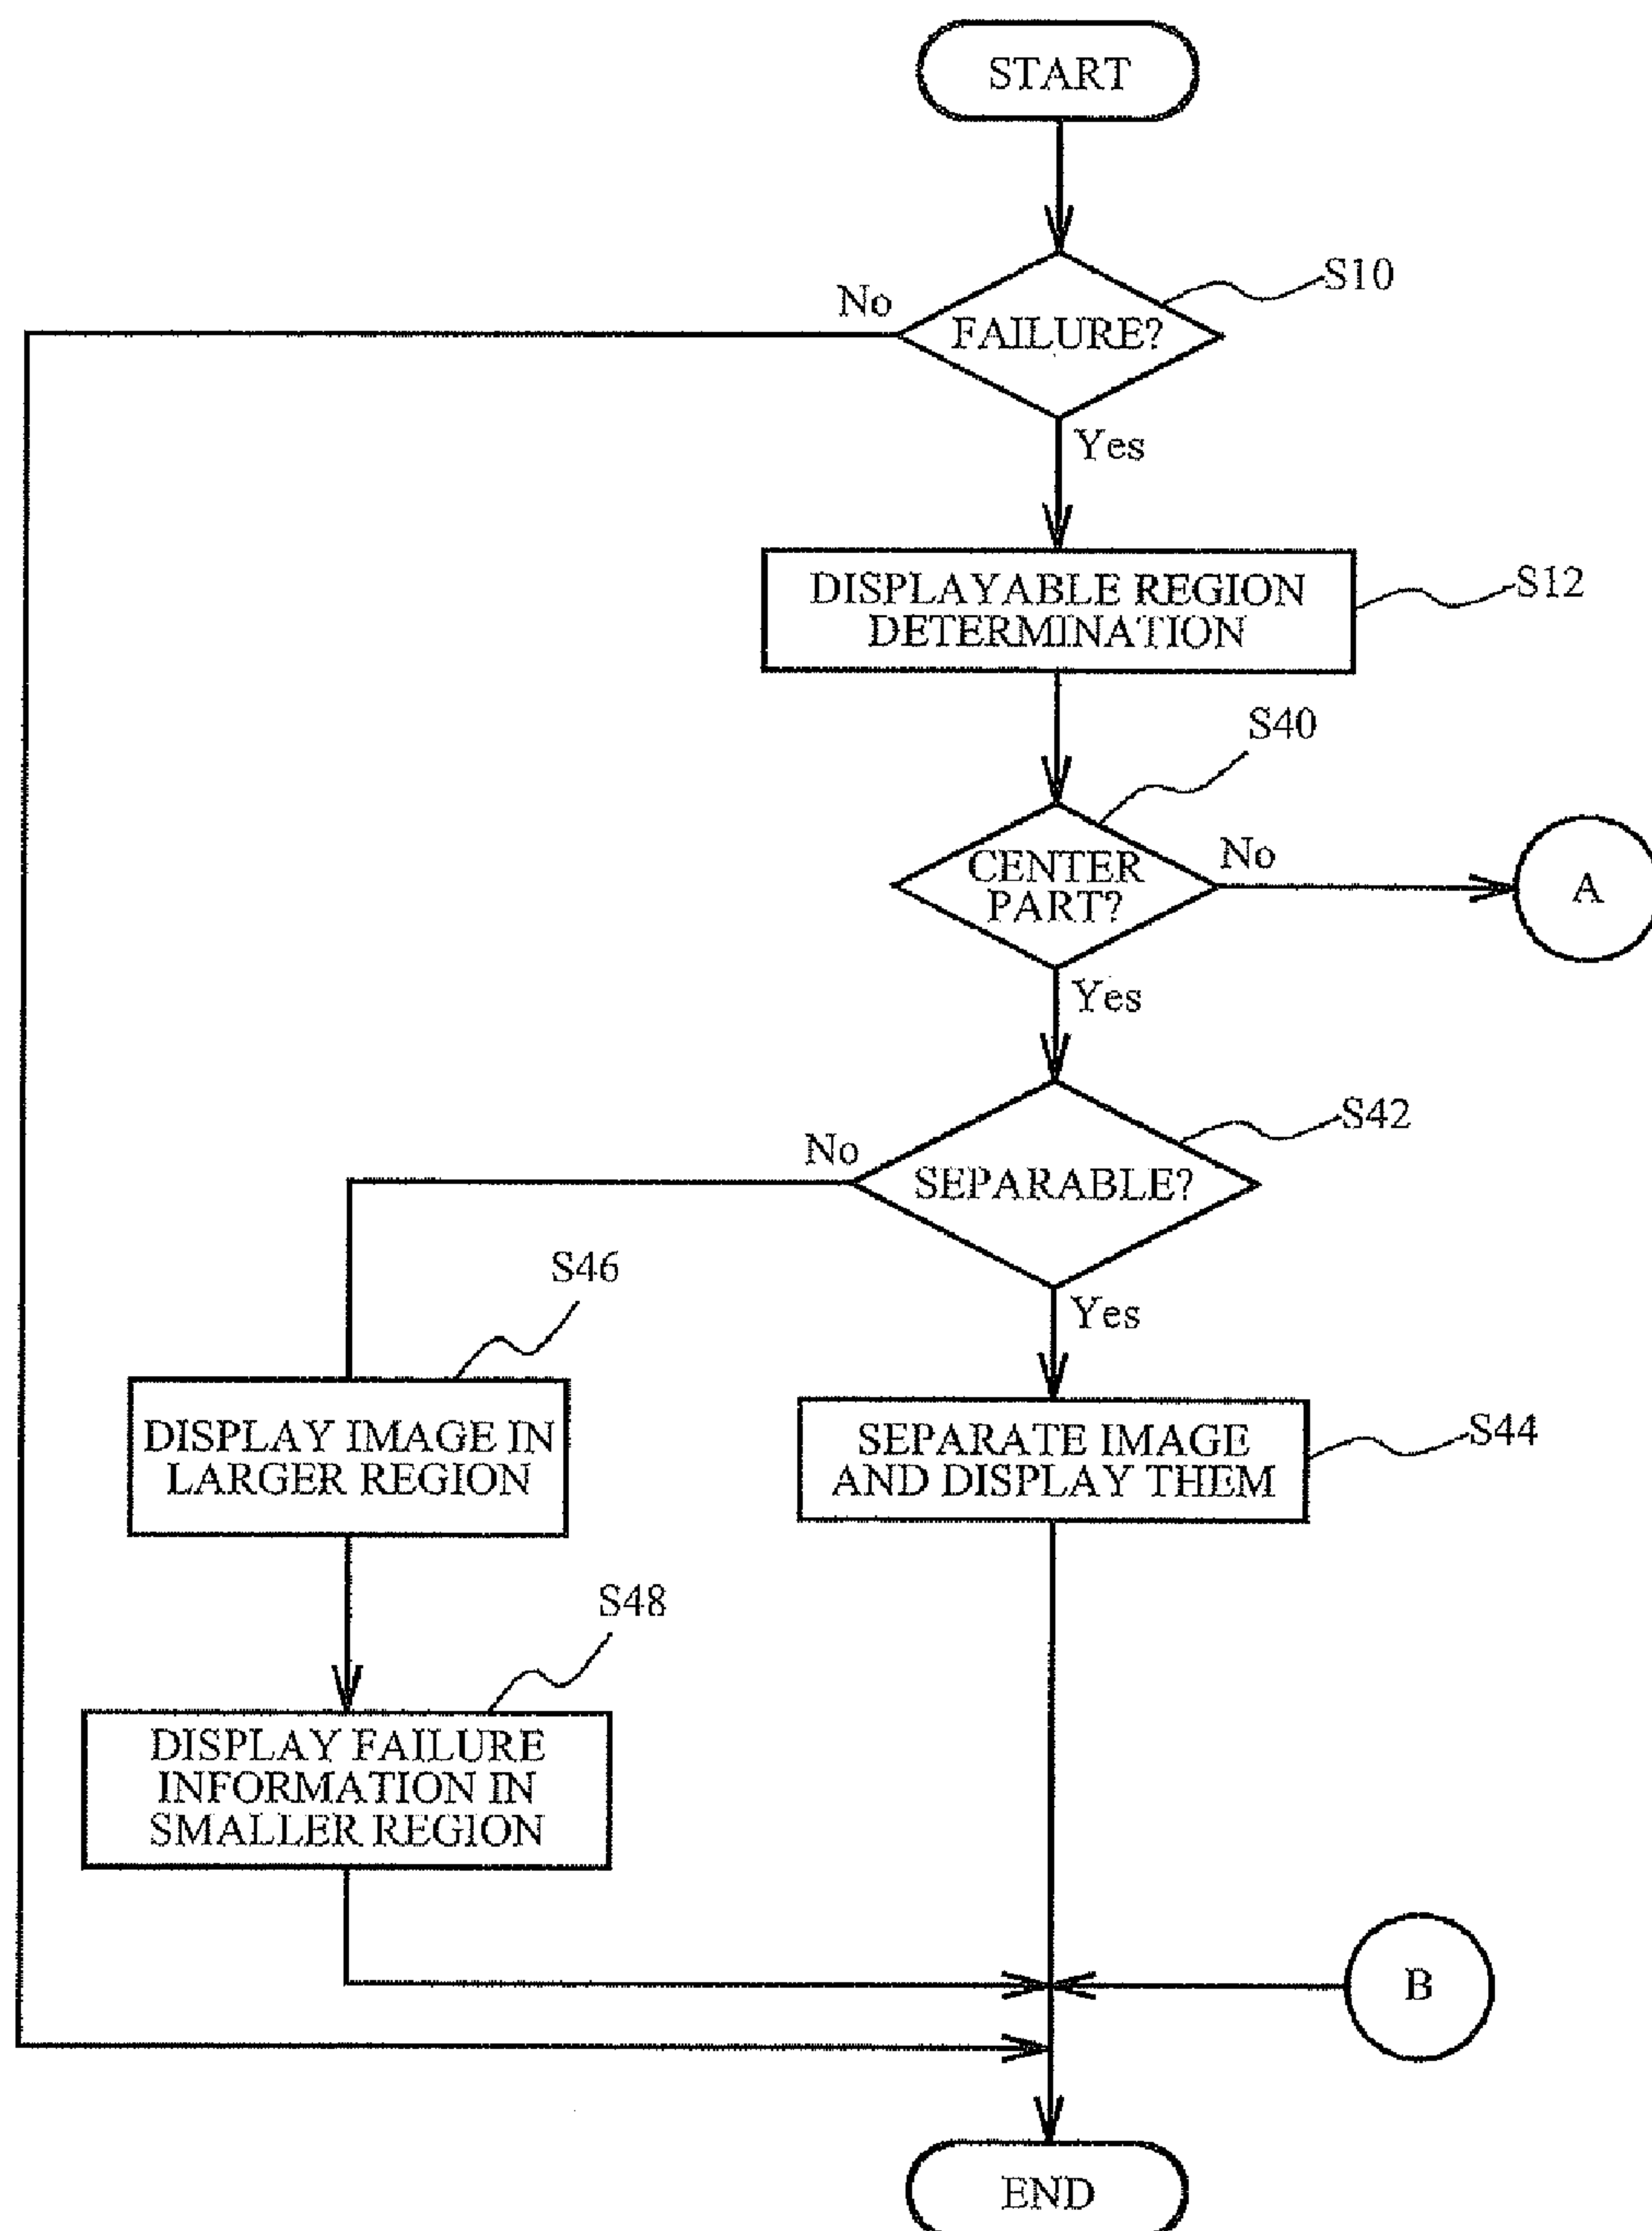 START
S10
No
FAILURE?
Yes
DISPLAYABLE REGION
DETERMINATION
S12
S40
CENTER
PART?
No
A
Yes
S42
No
SEPARABLE?
Yes
S46
DISPLAY IMAGE IN
LARGER REGION
SEPARATE IMAGE
AND DISPLAY THEM
S44
S48
DISPLAY FAILURE
INFORMATION IN
SMALLER REGION
B
END